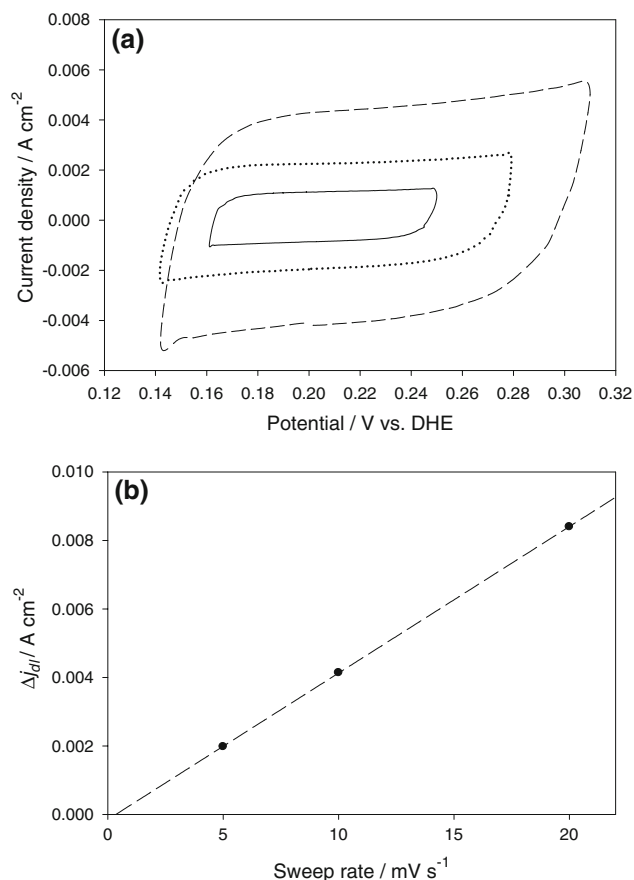 (a)
0.008
0.006
0.004
0.002
0.000
-0.002
-0.004
-0.006
Current density / A cm⁻²
0.12 0.14 0.16 0.18 0.20 0.22 0.24 0.26 0.28 0.30 0.32
Potential / V vs. DHE
(b)
0.010
0.008
0.006
0.004
0.002
0.000
Δj_dl / A cm⁻²
0 5 10 15 20
Sweep rate / mV s⁻¹